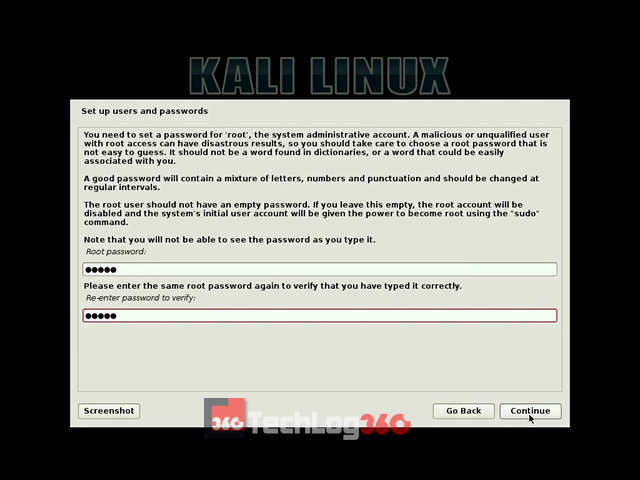 KALI LINUX
Set up users and passwords
You need to set a password for 'root', the system administrative account. A malicious or unqualified user
with root access can have disastrous results, so you should take care to choose a root password that is
not easy to guess. It should not be a word found in dictionaries, or a word that could be easily
associated with you.
A good password will contain a mixture of letters, numbers and punctuation and should be changed at
regular intervals.
The root user should not have an empty password. If you leave this empty, the root account will be
disabled and the system's initial user account will be given the power to become root using the "sudo"
command.
Note that you will not be able to see the password as you type it.
Root password:
●●●●●
Please enter the same root password again to verify that you have typed it correctly.
Re-enter password to verify:
●●●●●
Screenshot
Go Back
Continue
360 TechLog360